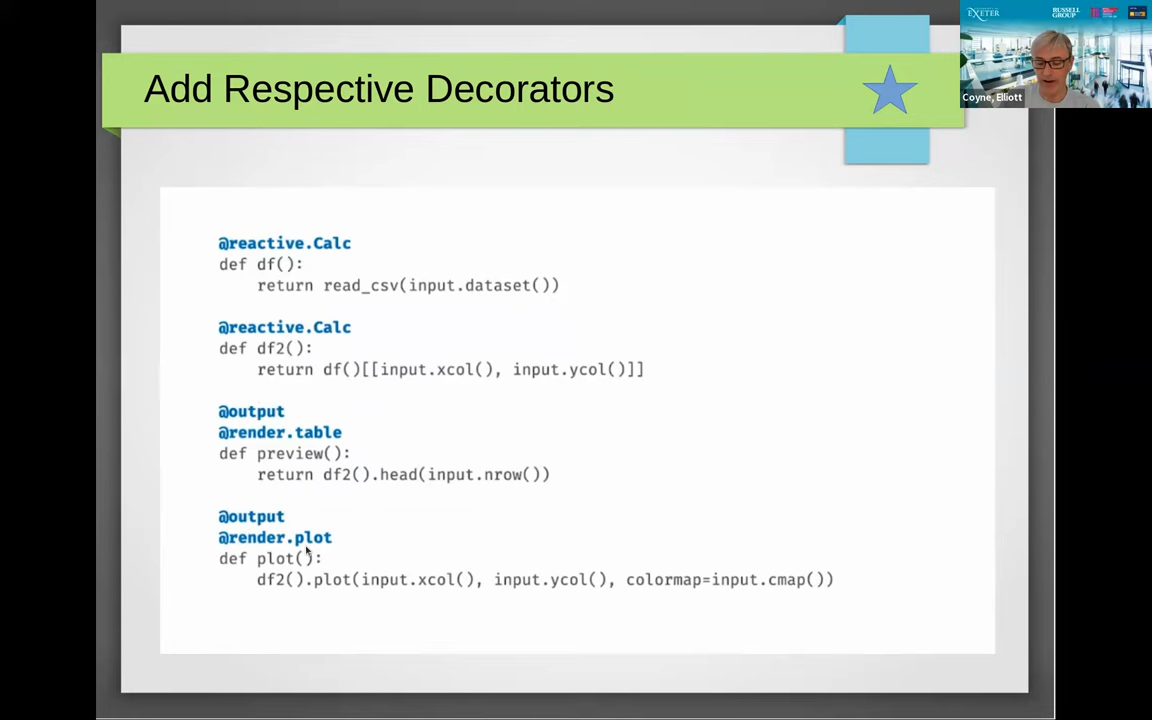 Add Respective Decorators
EXETER
RUSSELL
GROUP
Coyne, Elliott
@reactive.Calc
def df():
    return read_csv(input.dataset())
@reactive.Calc
def df2():
    return df()[[input.xcol(), input.ycol()]]
@output
@render.table
def preview():
    return df2().head(input.nrow())
@output
@render.plot
def plot():
    df2().plot(input.xcol(), input.ycol(), colormap=input.cmap())